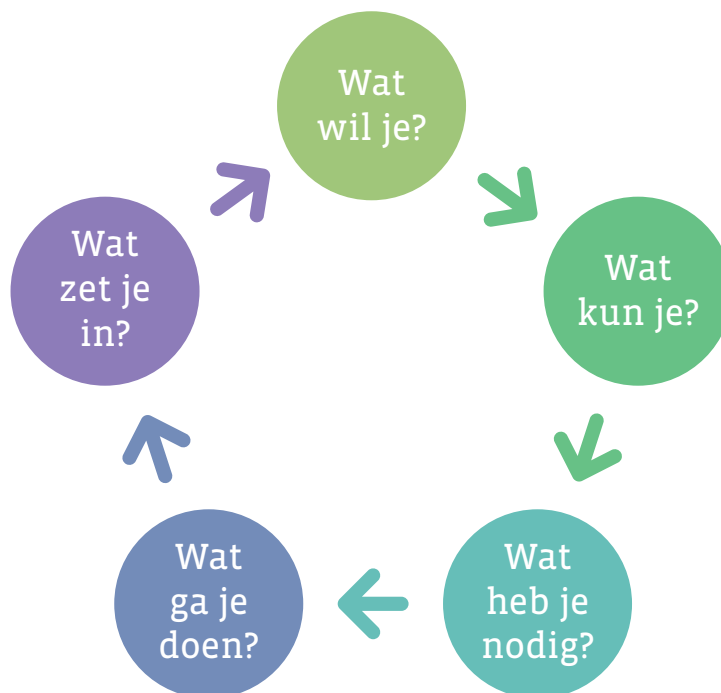 Wat
wil je?
Wat
kun je?
Wat
heb je
nodig?
Wat
ga je
doen?
Wat
zet je
in?